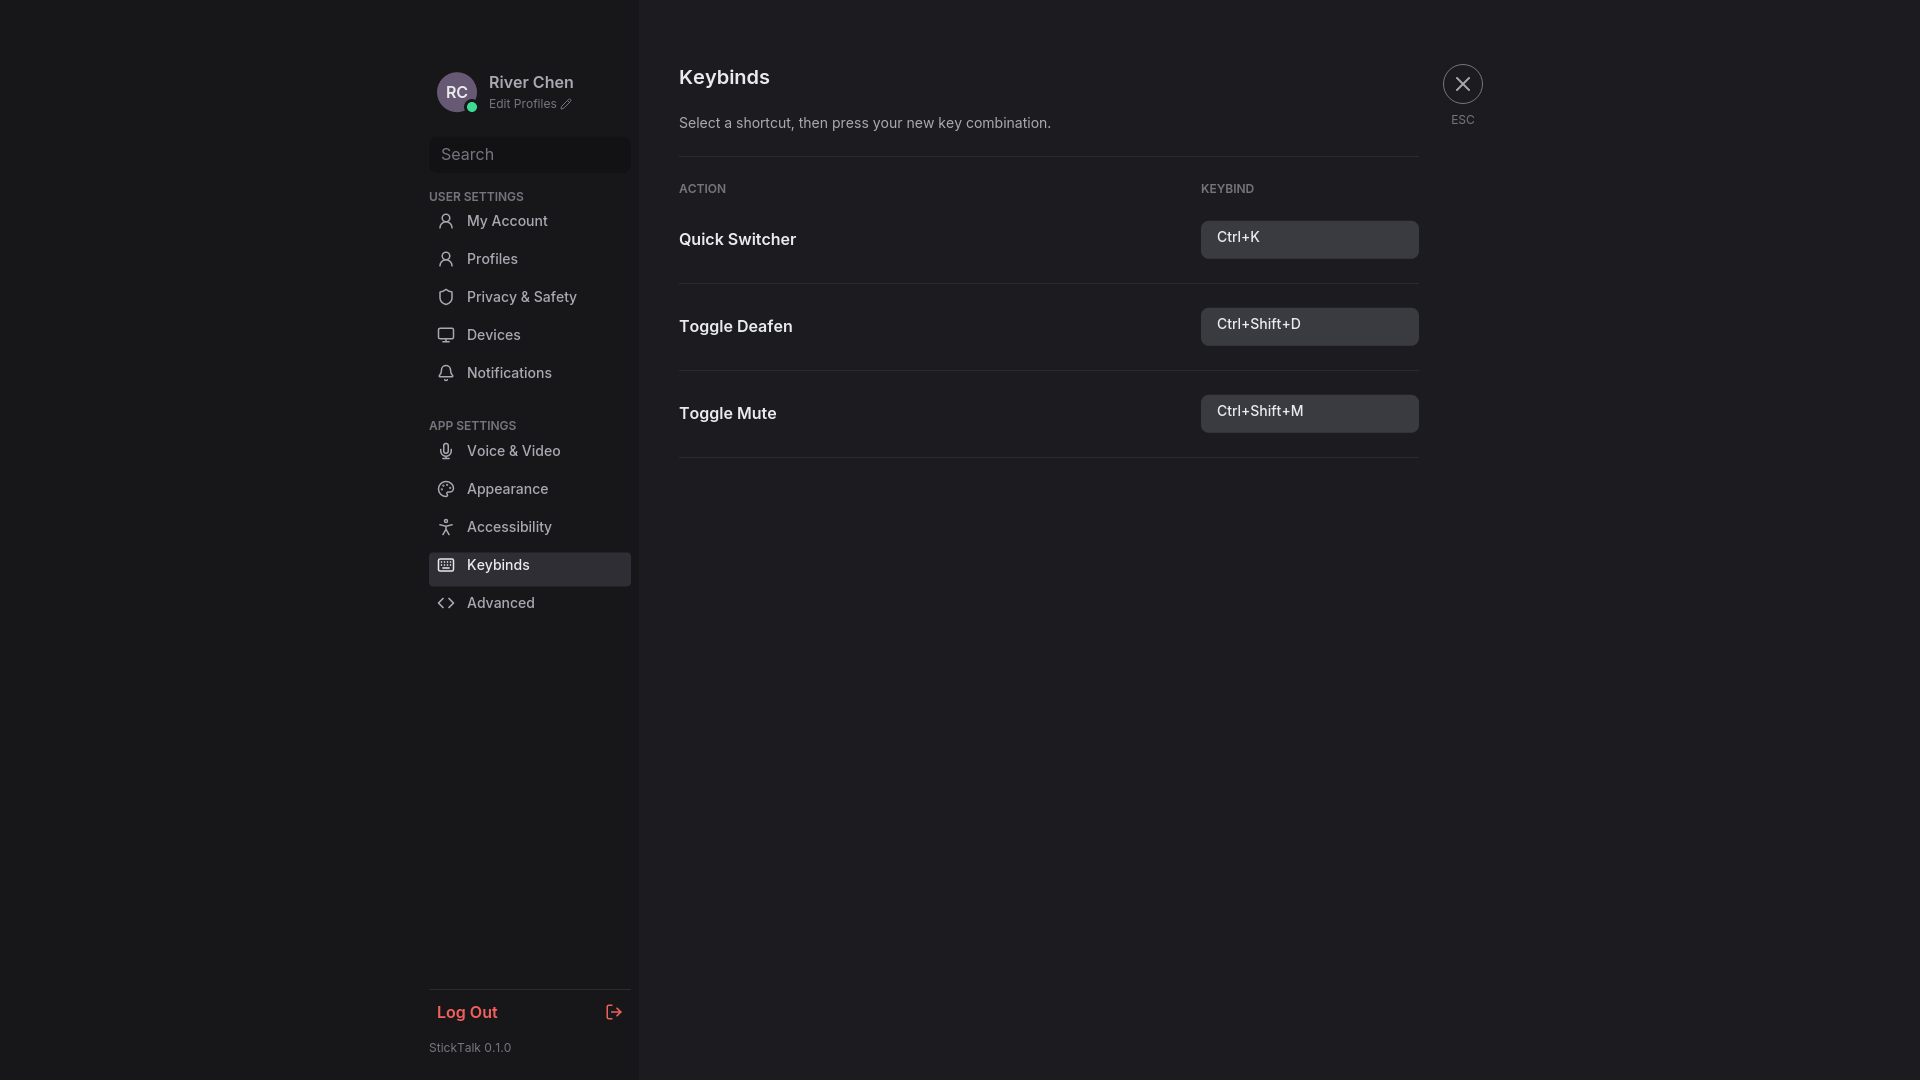 RC
River Chen
Edit Profiles
Search
USER SETTINGS
My Account
Profiles
Privacy & Safety
Devices
Notifications
APP SETTINGS
Voice & Video
Appearance
Accessibility
Keybinds
Advanced
Log Out
StickTalk 0.1.0
Keybinds
Select a shortcut, then press your new key combination.
ACTION KEYBIND
Quick Switcher Ctrl+K
Toggle Deafen Ctrl+Shift+D
Toggle Mute Ctrl+Shift+M
ESC